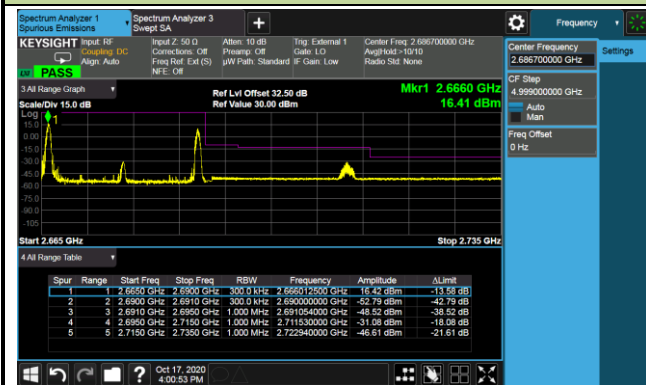 Spectrum Analyzer 1
Spurious Emissions
Spectrum Analyzer 3
Swept SA
Frequency
KEYSIGHT
Input: RF
Coupling: DC
Align: Auto
Input Z: 50 Ω
Corrections: Off
Freq Ref: Ext (S)
NFE: Off
Atten: 10 dB
Preamp: Off
µW Path: Standard
Trig: External 1
Gate: LO
IF Gain: Low
Center Freq: 2.686700000 GHz
Avg|Hold:>10/10
Radio Std: None
PASS
Center Frequency
2.686700000 GHz
Settings
CF Step
4.999000000 GHz
Auto
Man
Freq Offset
0 Hz
3 All Range Graph
Scale/Div 15.0 dB
Ref Lvl Offset 32.50 dB
Ref Value 30.00 dBm
Mkr1 2.6660 GHz
16.41 dBm
Log
1
15.0
0.00
-15.0
-30.0
-45.0
-60.0
-75.0
-90.0
-105
Start 2.665 GHz
Stop 2.735 GHz
4 All Range Table
Spur Range Start Freq Stop Freq RBW Frequency Amplitude ΔLimit
1 1 2.6650 GHz 2.6900 GHz 300.0 kHz 2.666012500 GHz 16.42 dBm -13.58 dB
2 2 2.6900 GHz 2.6910 GHz 300.0 kHz 2.690000000 GHz -52.79 dBm -42.79 dB
3 3 2.6910 GHz 2.6950 GHz 1.000 MHz 2.691054000 GHz -48.52 dBm -38.52 dB
4 4 2.6950 GHz 2.7150 GHz 1.000 MHz 2.711530000 GHz -31.08 dBm -18.08 dB
5 5 2.7150 GHz 2.7350 GHz 1.000 MHz 2.722940000 GHz -46.61 dBm -21.61 dB
Oct 17, 2020
4:00:53 PM